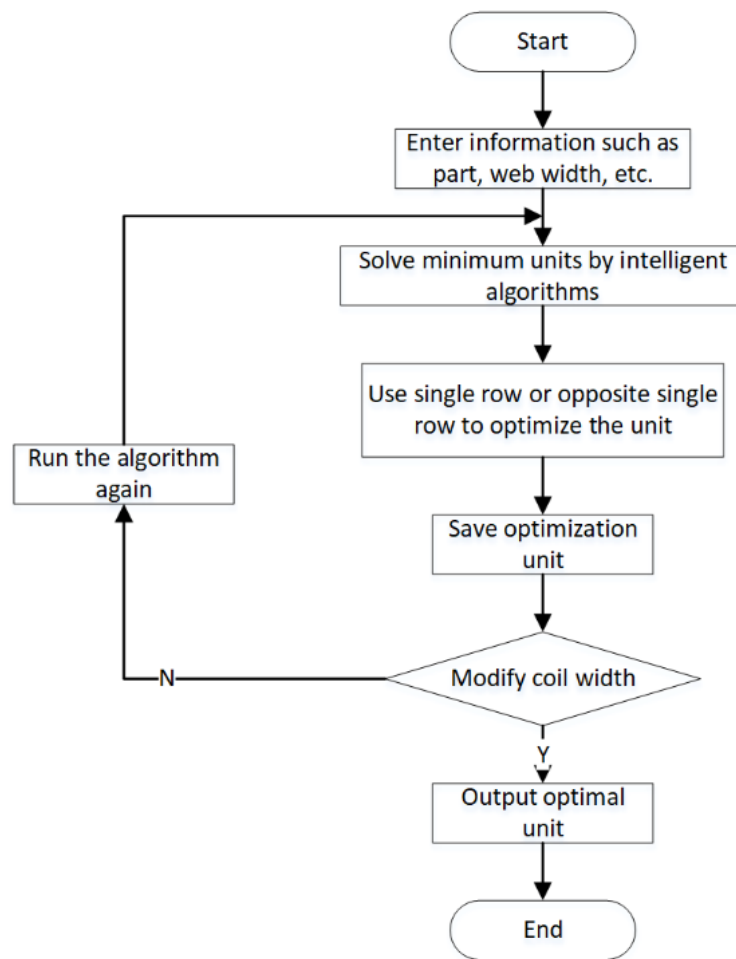 Start
Enter information such as
part, web width, etc.
Solve minimum units by intelligent
algorithms
Use single row or opposite single
row to optimize the unit
Run the algorithm
again
Save optimization
unit
Modify coil width
N
Y
Output optimal
unit
End